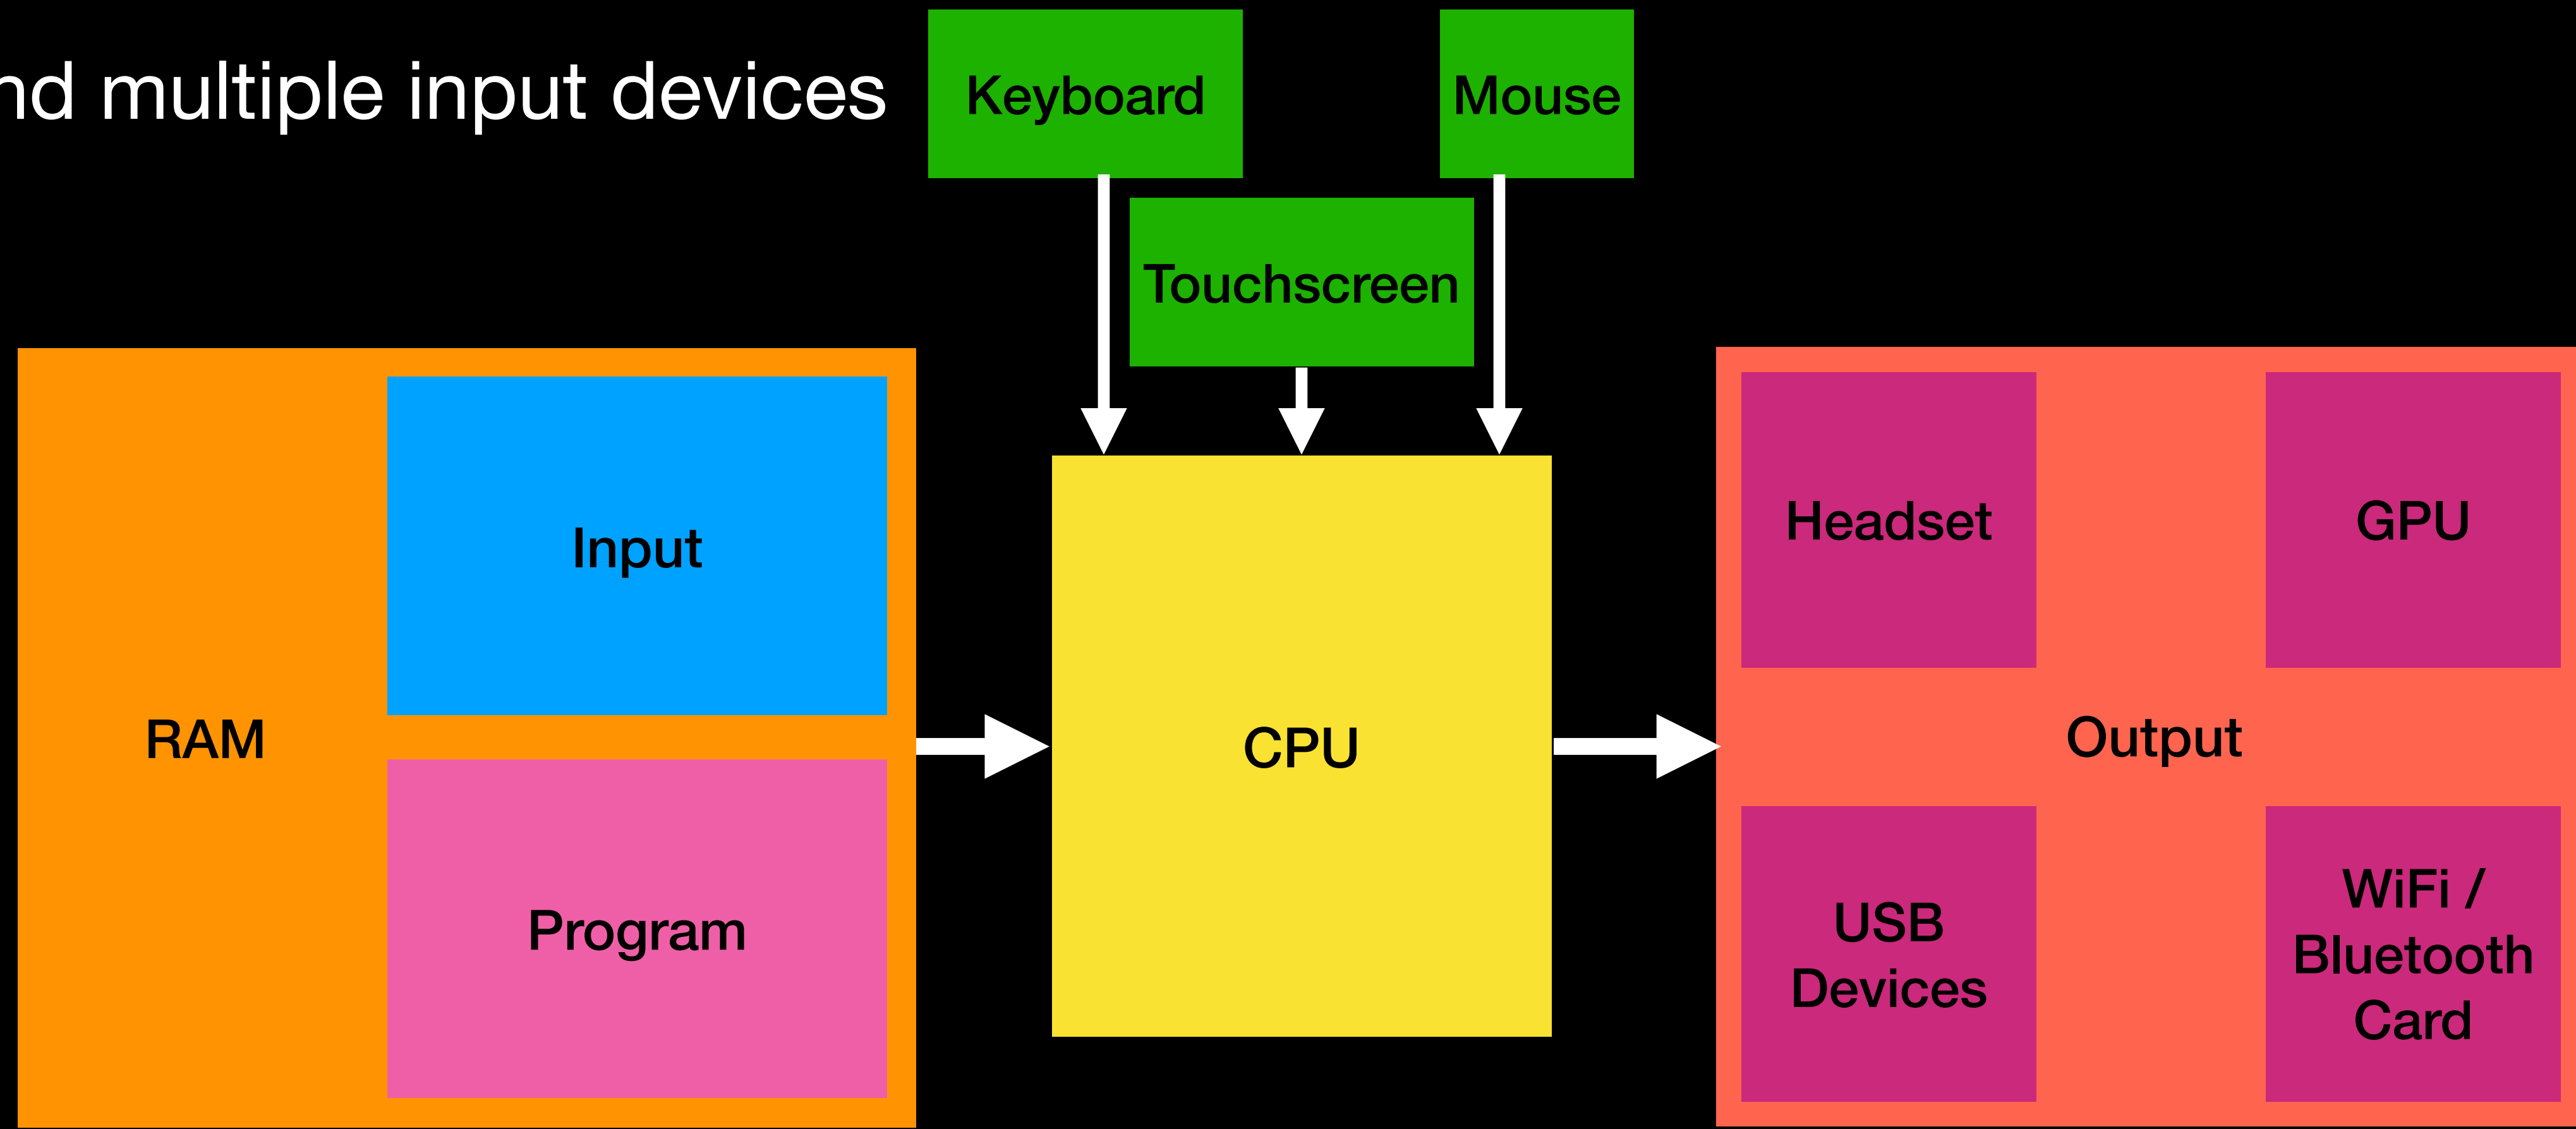 nd multiple input devices
Keyboard
Mouse
Touchscreen
RAM
Input
Program
CPU
Headset
GPU
Output
USB
Devices
WiFi /
Bluetooth
Card